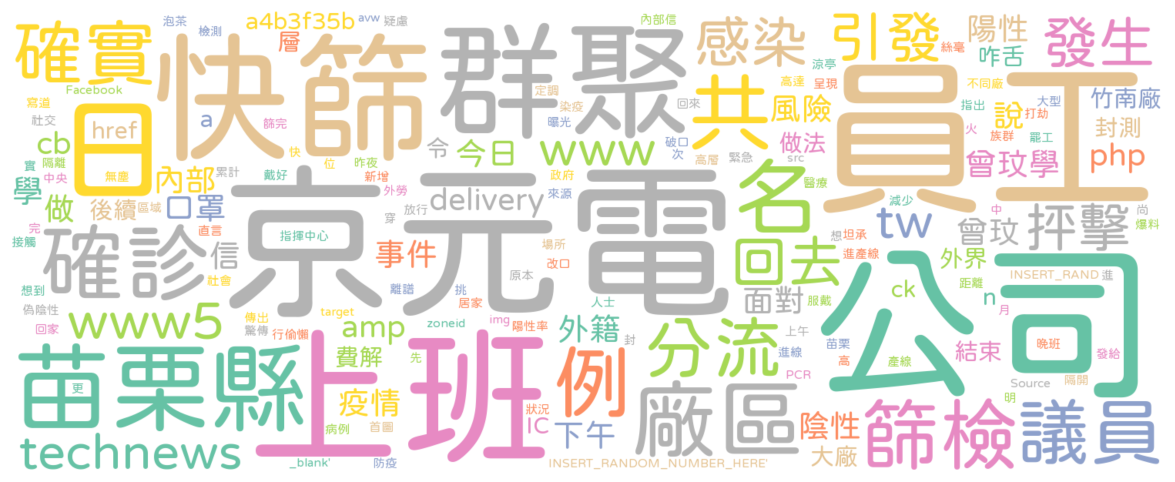 泡茶
avw
疑慮
a4b3f35b
內部信
檢測
層
確實
快篩
群聚
感染
引發
絲毫
陽性
咋舌
發生
Facebook
定調
高達
涼亭
呈現
不同廠
寫道
社交
日
href
a
篩完
染疫
曝光
回來
共
風險
員工
指出
說
打劫
大型
竹南廠
族群
罷工
火
封測
cb
令
今日
www
破口
次
做法
曾玟學
php
實
隔離
中央
無塵
累計
快
位
昨夜
高層
緊急
src
學
做
內部
戴好
新增
政府
醫療
後續
區域
口罩
外勞
delivery
來源
名
減少
tw
曾玟
抨擊
中
尚
爆料
完
接觸
直言
穿
放行
京元電
指揮中心
想
坦承
確診
信
事件
場所
改口
回去
進產線
外界
社會
原本
INSERT_RAND
進
想到
離譜
挑
居家
面對
ck
n
距離
月
偽陰性
傳出
驚傳
target
img
人士
服戴
公司
www5
回家
行偷懶
amp
zoneid
陽性率
外籍
分流
上午
苗栗
進線
高
產線
結束
晚班
發給
苗栗縣
費解
先
封
例
更
上班
疫情
狀況
IC
廠區
PCR
Source
隔開
明
technews
病例
首圖
下午
陰性
大廠
篩檢
議員
_blank'
防疫
INSERT_RANDOM_NUMBER_HERE'